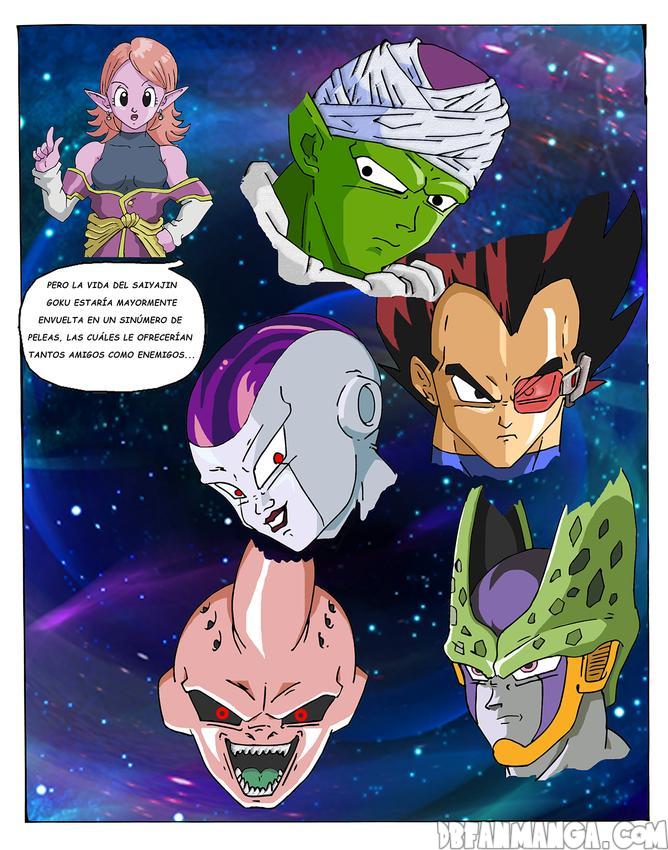 PERO LA VIDA DEL SAIYAJIN
GOKU ESTARÍA MAYORMENTE
ENVUELTA EN UN SINÚMERO DE
PELEAS, LAS CUÁLES LE OFRECERÍAN
TANTOS AMIGOS COMO ENEMIGOS...
DBFANMANGA.COM